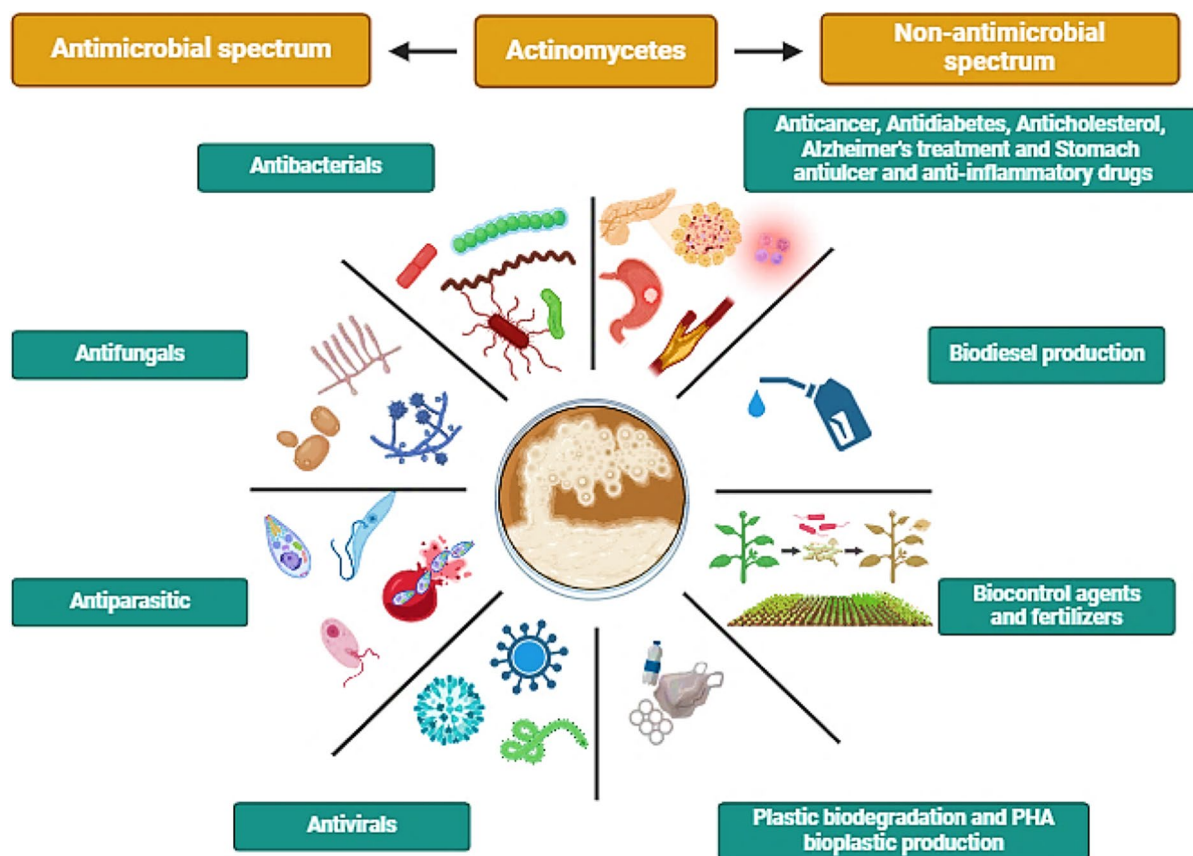 Antimicrobial spectrum
Actinomycetes
Non-antimicrobial
spectrum
Antibacterials
Anticancer, Antidiabetes, Anticholesterol,
Alzheimer's treatment and Stomach
antiulcer and anti-inflammatory drugs
Antifungals
Biodiesel production
Antiparasitic
Biocontrol agents
and fertilizers
Antivirals
Plastic biodegradation and PHA
bioplastic production